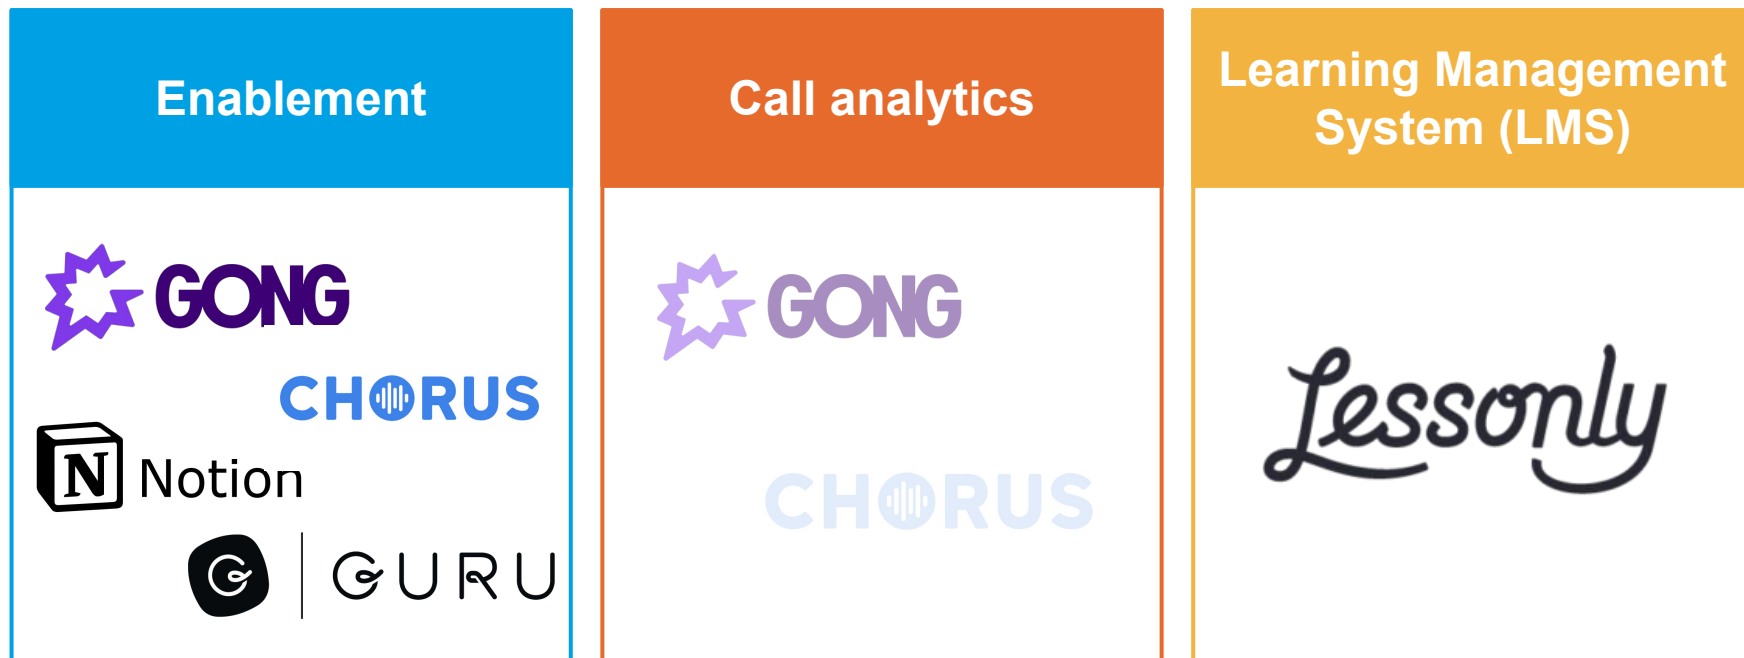 Enablement
GONG
CHORUS
N Notion
G GURU
Call analytics
GONG
CHORUS
Learning Management
System (LMS)
Lessonly